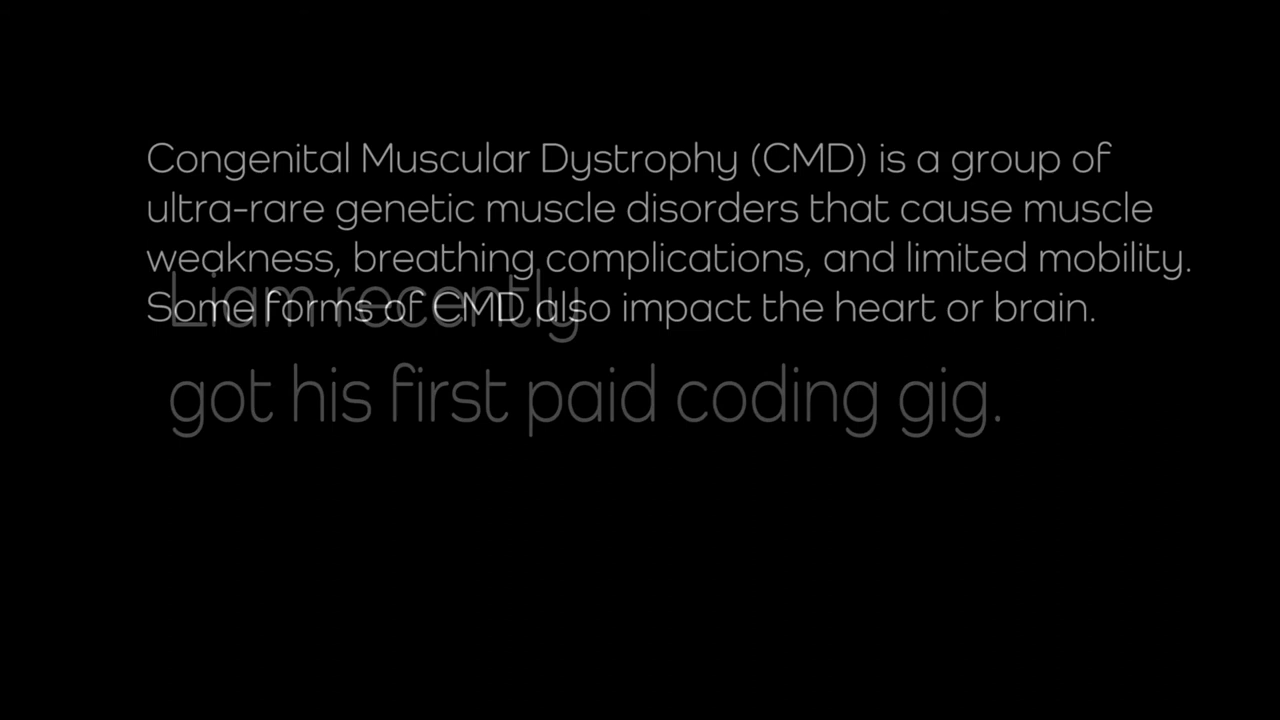 Congenital Muscular Dystrophy (CMD) is a group of
ultra-rare genetic muscle disorders that cause muscle
weakness, breathing complications, and limited mobility.
Some forms of CMD also impact the heart or brain.
Liam recently
got his first paid coding gig.